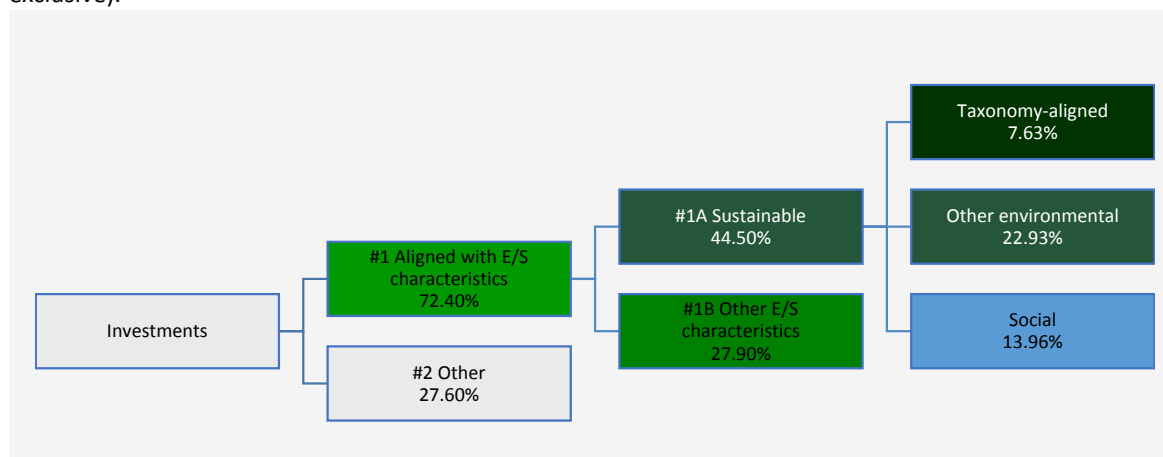 exclusive).
Taxonomy-aligned
7.63%
#1A Sustainable
44.50%
Other environmental
22.93%
#1 Aligned with E/S
characteristics
72.40%
Investments
#1B Other E/S
characteristics
27.90%
Social
13.96%
#2 Other
27.60%